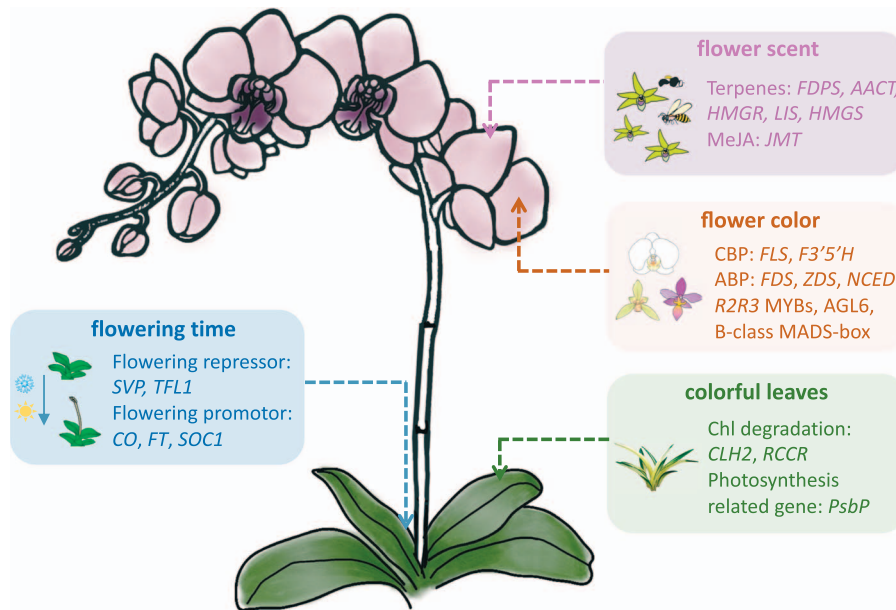 flower scent
Terpenes: FDPS, AACT,
HMGR, LIS, HMGS
MeJA: JMT
flower color
CBP: FLS, F3′5′H
ABP: FDS, ZDS, NCED
R2R3 MYBs, AGL6,
B-class MADS-box
flowering time
Flowering repressor:
SVP, TFL1
Flowering promotor:
CO, FT, SOC1
colorful leaves
Chl degradation:
CLH2, RCCR
Photosynthesis
related gene: PsbP